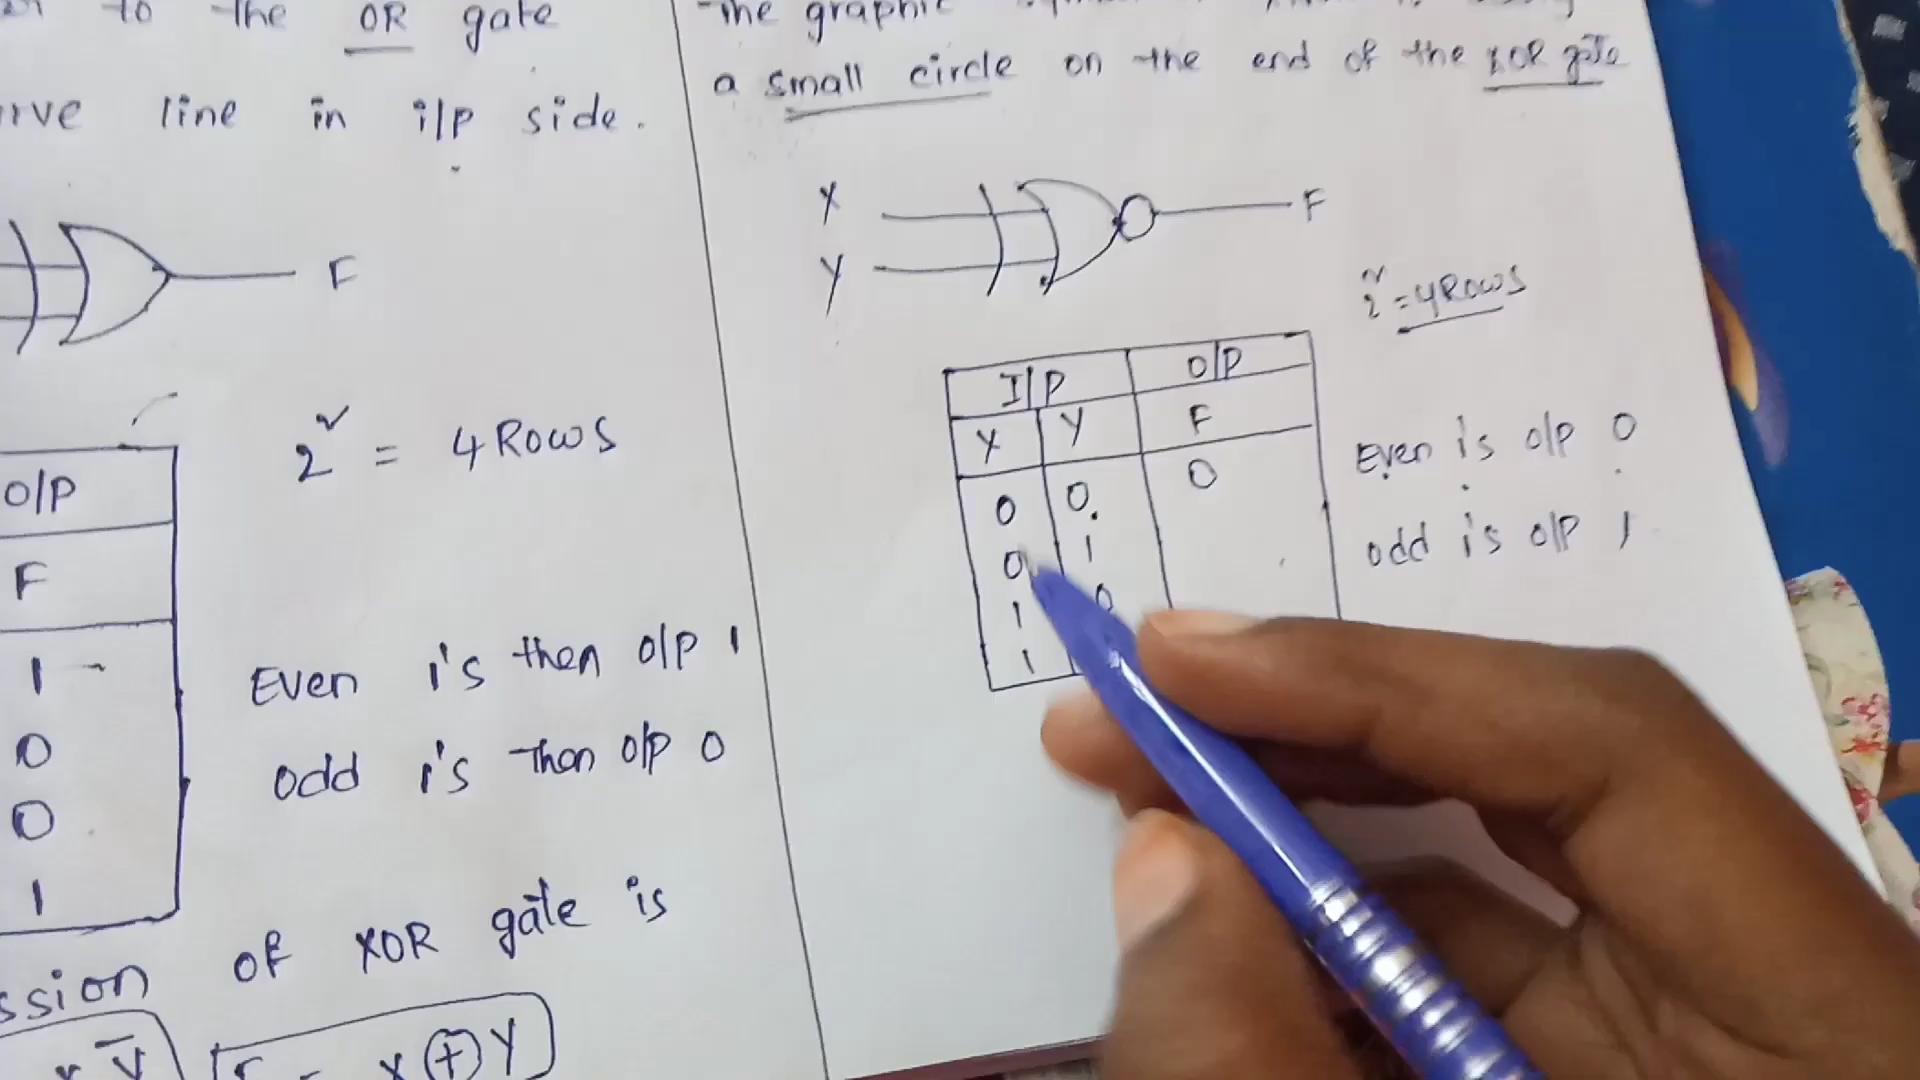 to the OR gate
line in i/p side.
F
2² = 4 Rows
O/P
F
1
0
0
1
Even 1's then o/p 1
odd 1's then o/p 0
of XOR gate is
X ⊕ Y
The graphic
a small circle on the end of the XOR gate
X
Y
F
2² = 4 Rows
I/P O/P
X Y F
0 0 0
0 1
1 0
1
Even is o/p 0
odd is o/p 1